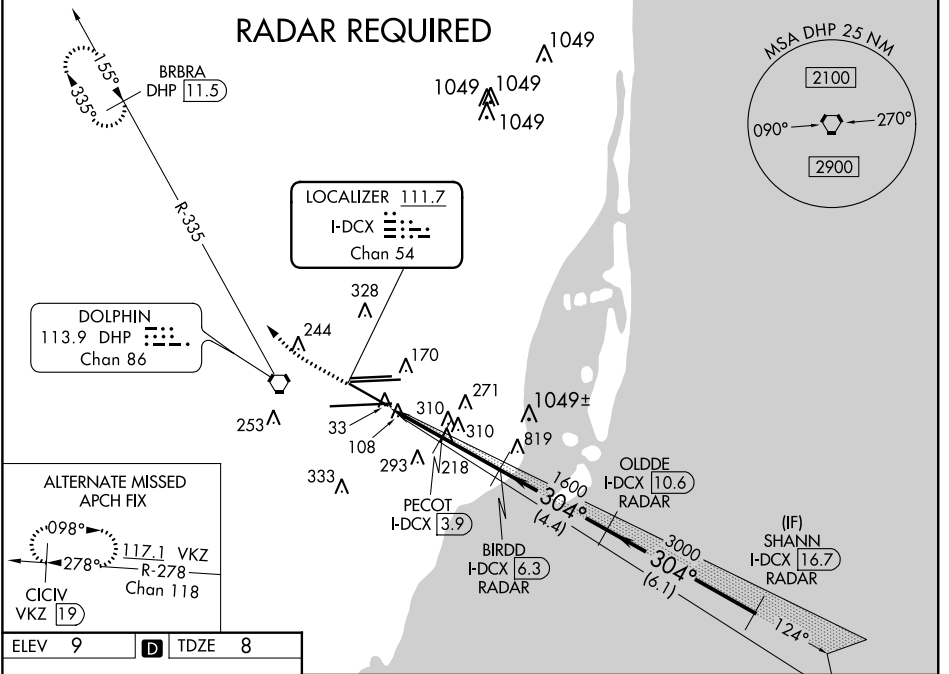 RADAR REQUIRED
1049
1049 1049
1049
MSA DHP 25 NM
2100
090° 270°
2900
155°
335°
BRBRA
DHP 11.5
R-335
LOCALIZER 111.7
I-DCX
Chan 54
DOLPHIN
113.9 DHP
Chan 86
328
244
170
271
253
33
310
310
1049±
108
819
333
293
218
PECOT
I-DCX 3.9
BIRDD
I-DCX 6.3
RADAR
1600
304°
(4.4)
OLDDE
I-DCX 10.6
RADAR
3000
304°
(6.1)
(IF)
SHANN
I-DCX 16.7
RADAR
124°
ALTERNATE MISSED
APCH FIX
098°
278°
117.1 VKZ
R-278
Chan 118
CICIV
VKZ 19
ELEV 9 D TDZE 8